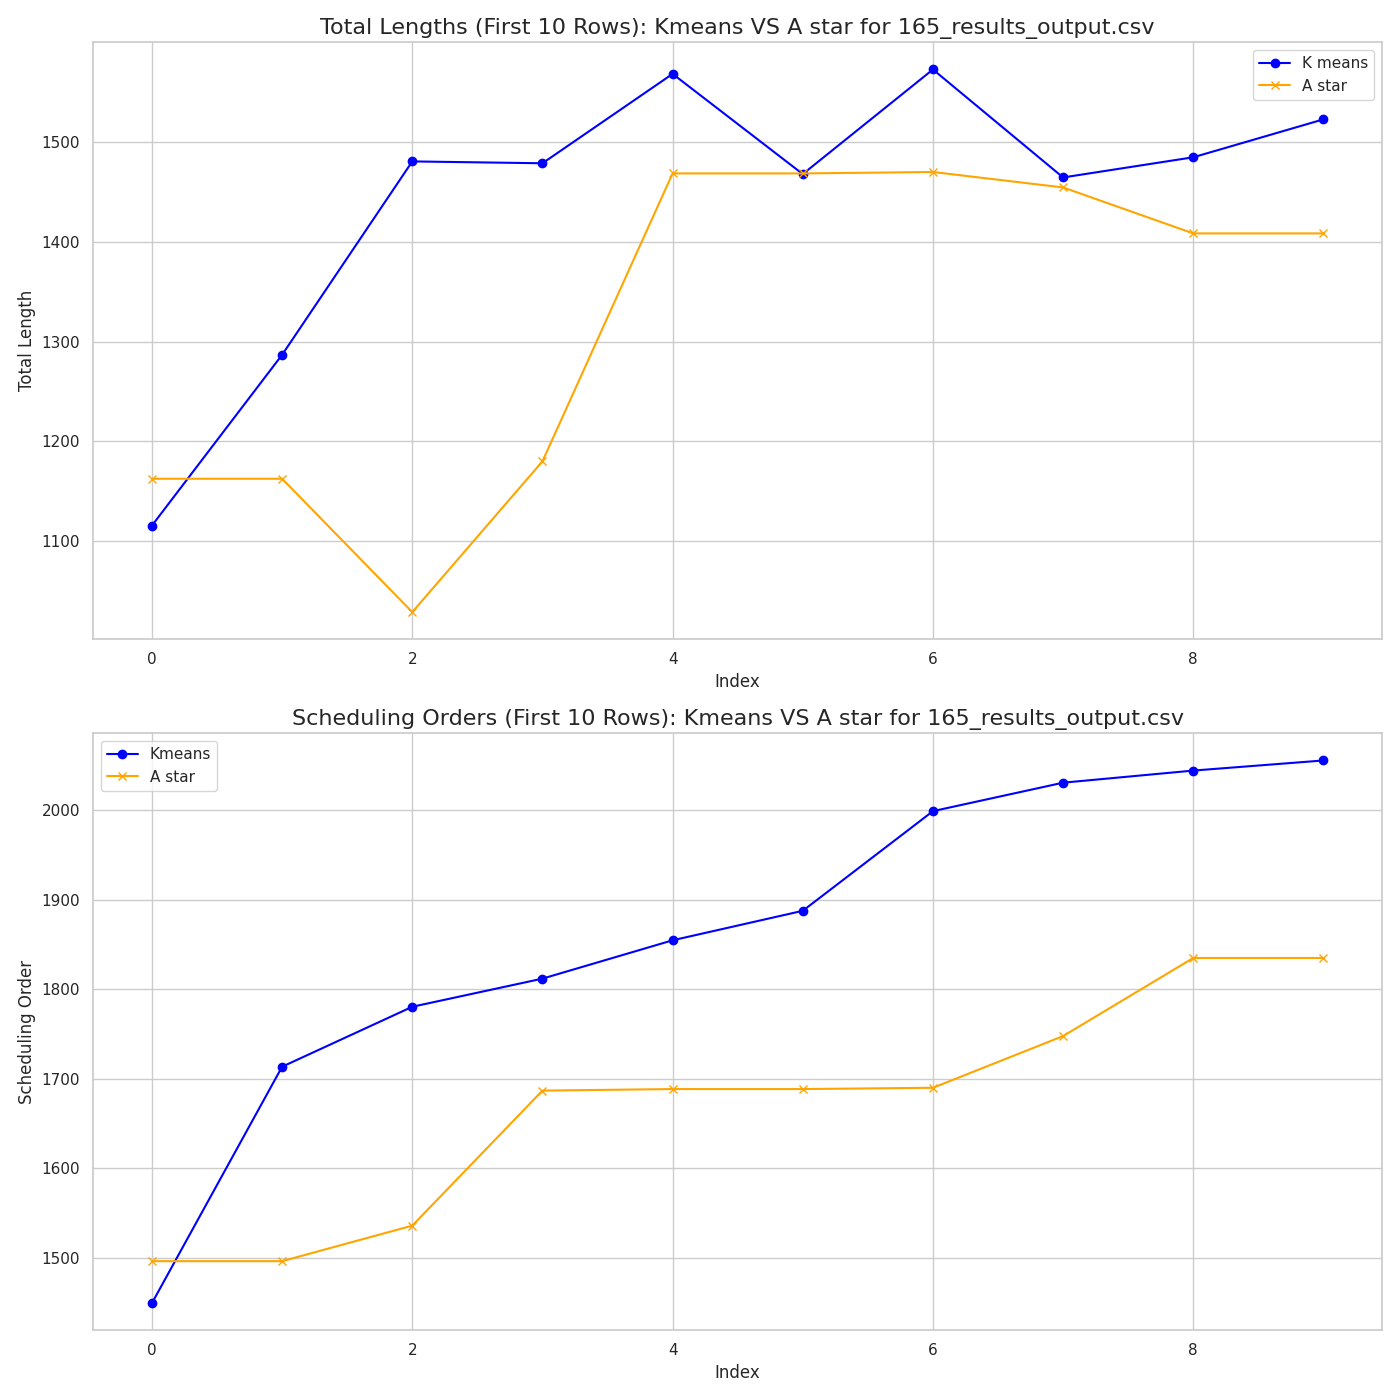 Total Lengths (First 10 Rows): Kmeans VS A star for 165_results_output.csv
K means
A star
1500
1400
1300
1200
1100
Total Length
0 2 4 6 8
Index
Scheduling Orders (First 10 Rows): Kmeans VS A star for 165_results_output.csv
Kmeans
A star
2000
1900
1800
1700
1600
1500
Scheduling Order
0 2 4 6 8
Index